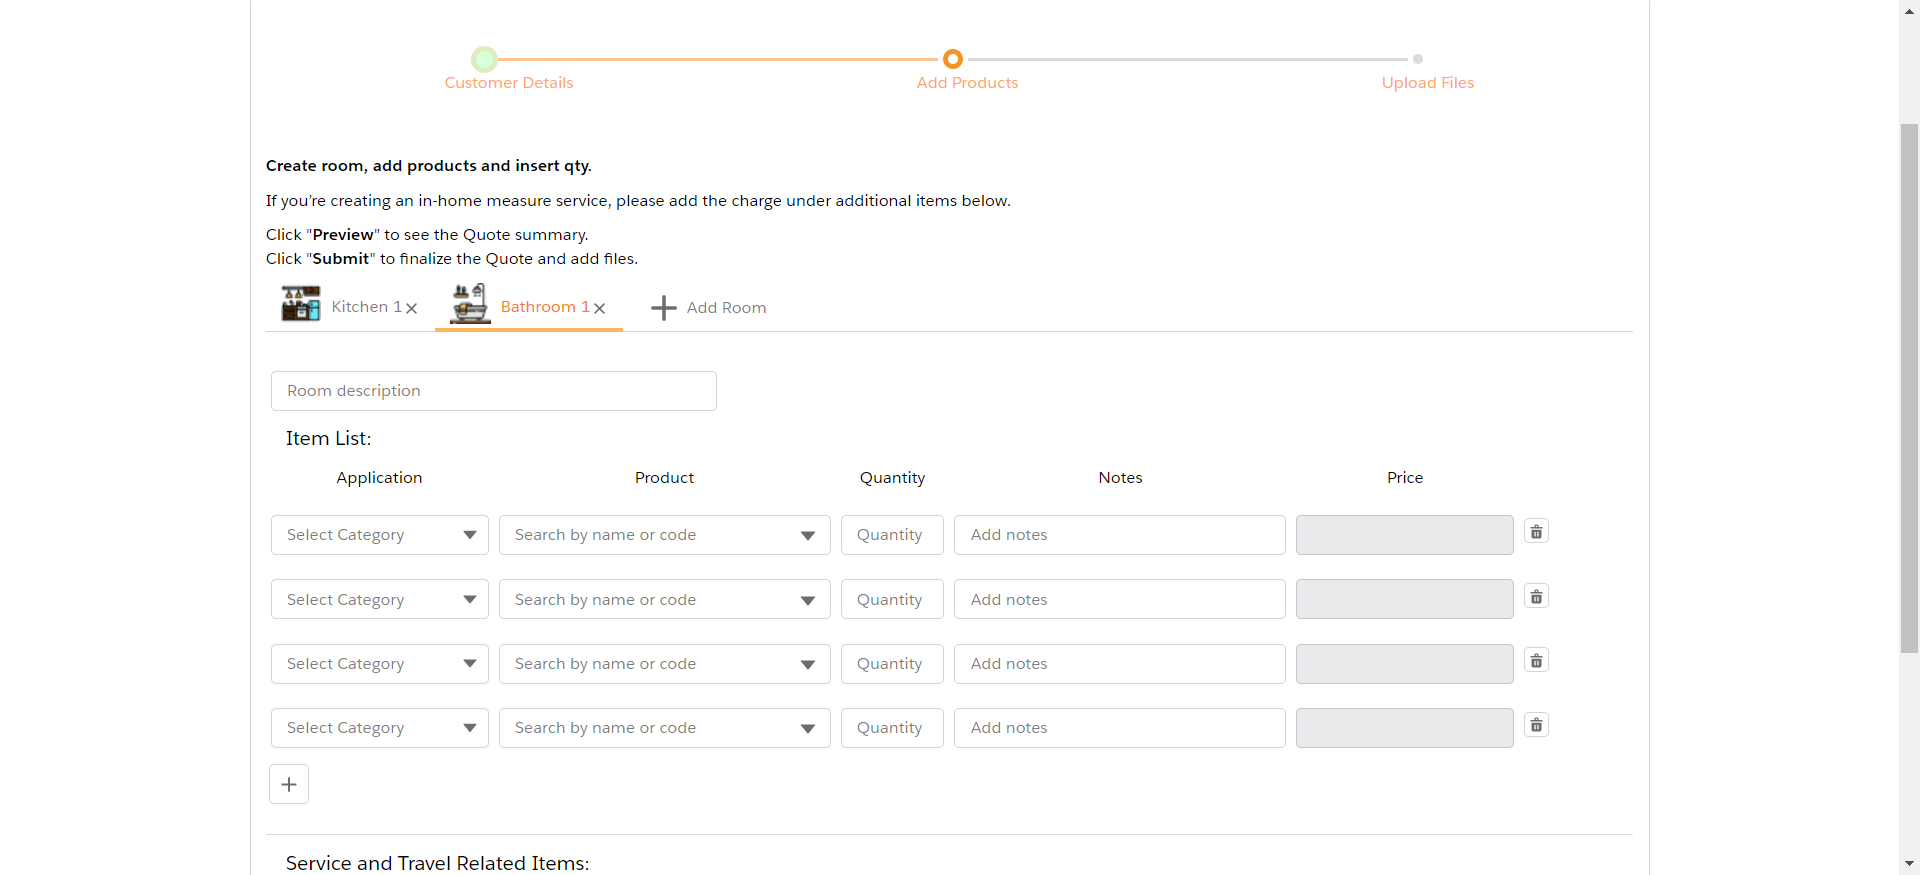 Customer Details
Add Products
Upload Files
Create room, add products and insert qty.
If you’re creating an in-home measure service, please add the charge under additional items below.
Click "Preview" to see the Quote summary.
Click "Submit" to finalize the Quote and add files.
Kitchen 1
Bathroom 1
Add Room
Room description
Item List:
Application Product Quantity Notes Price
Select Category Search by name or code Quantity Add notes
Select Category Search by name or code Quantity Add notes
Select Category Search by name or code Quantity Add notes
Select Category Search by name or code Quantity Add notes
Service and Travel Related Items: